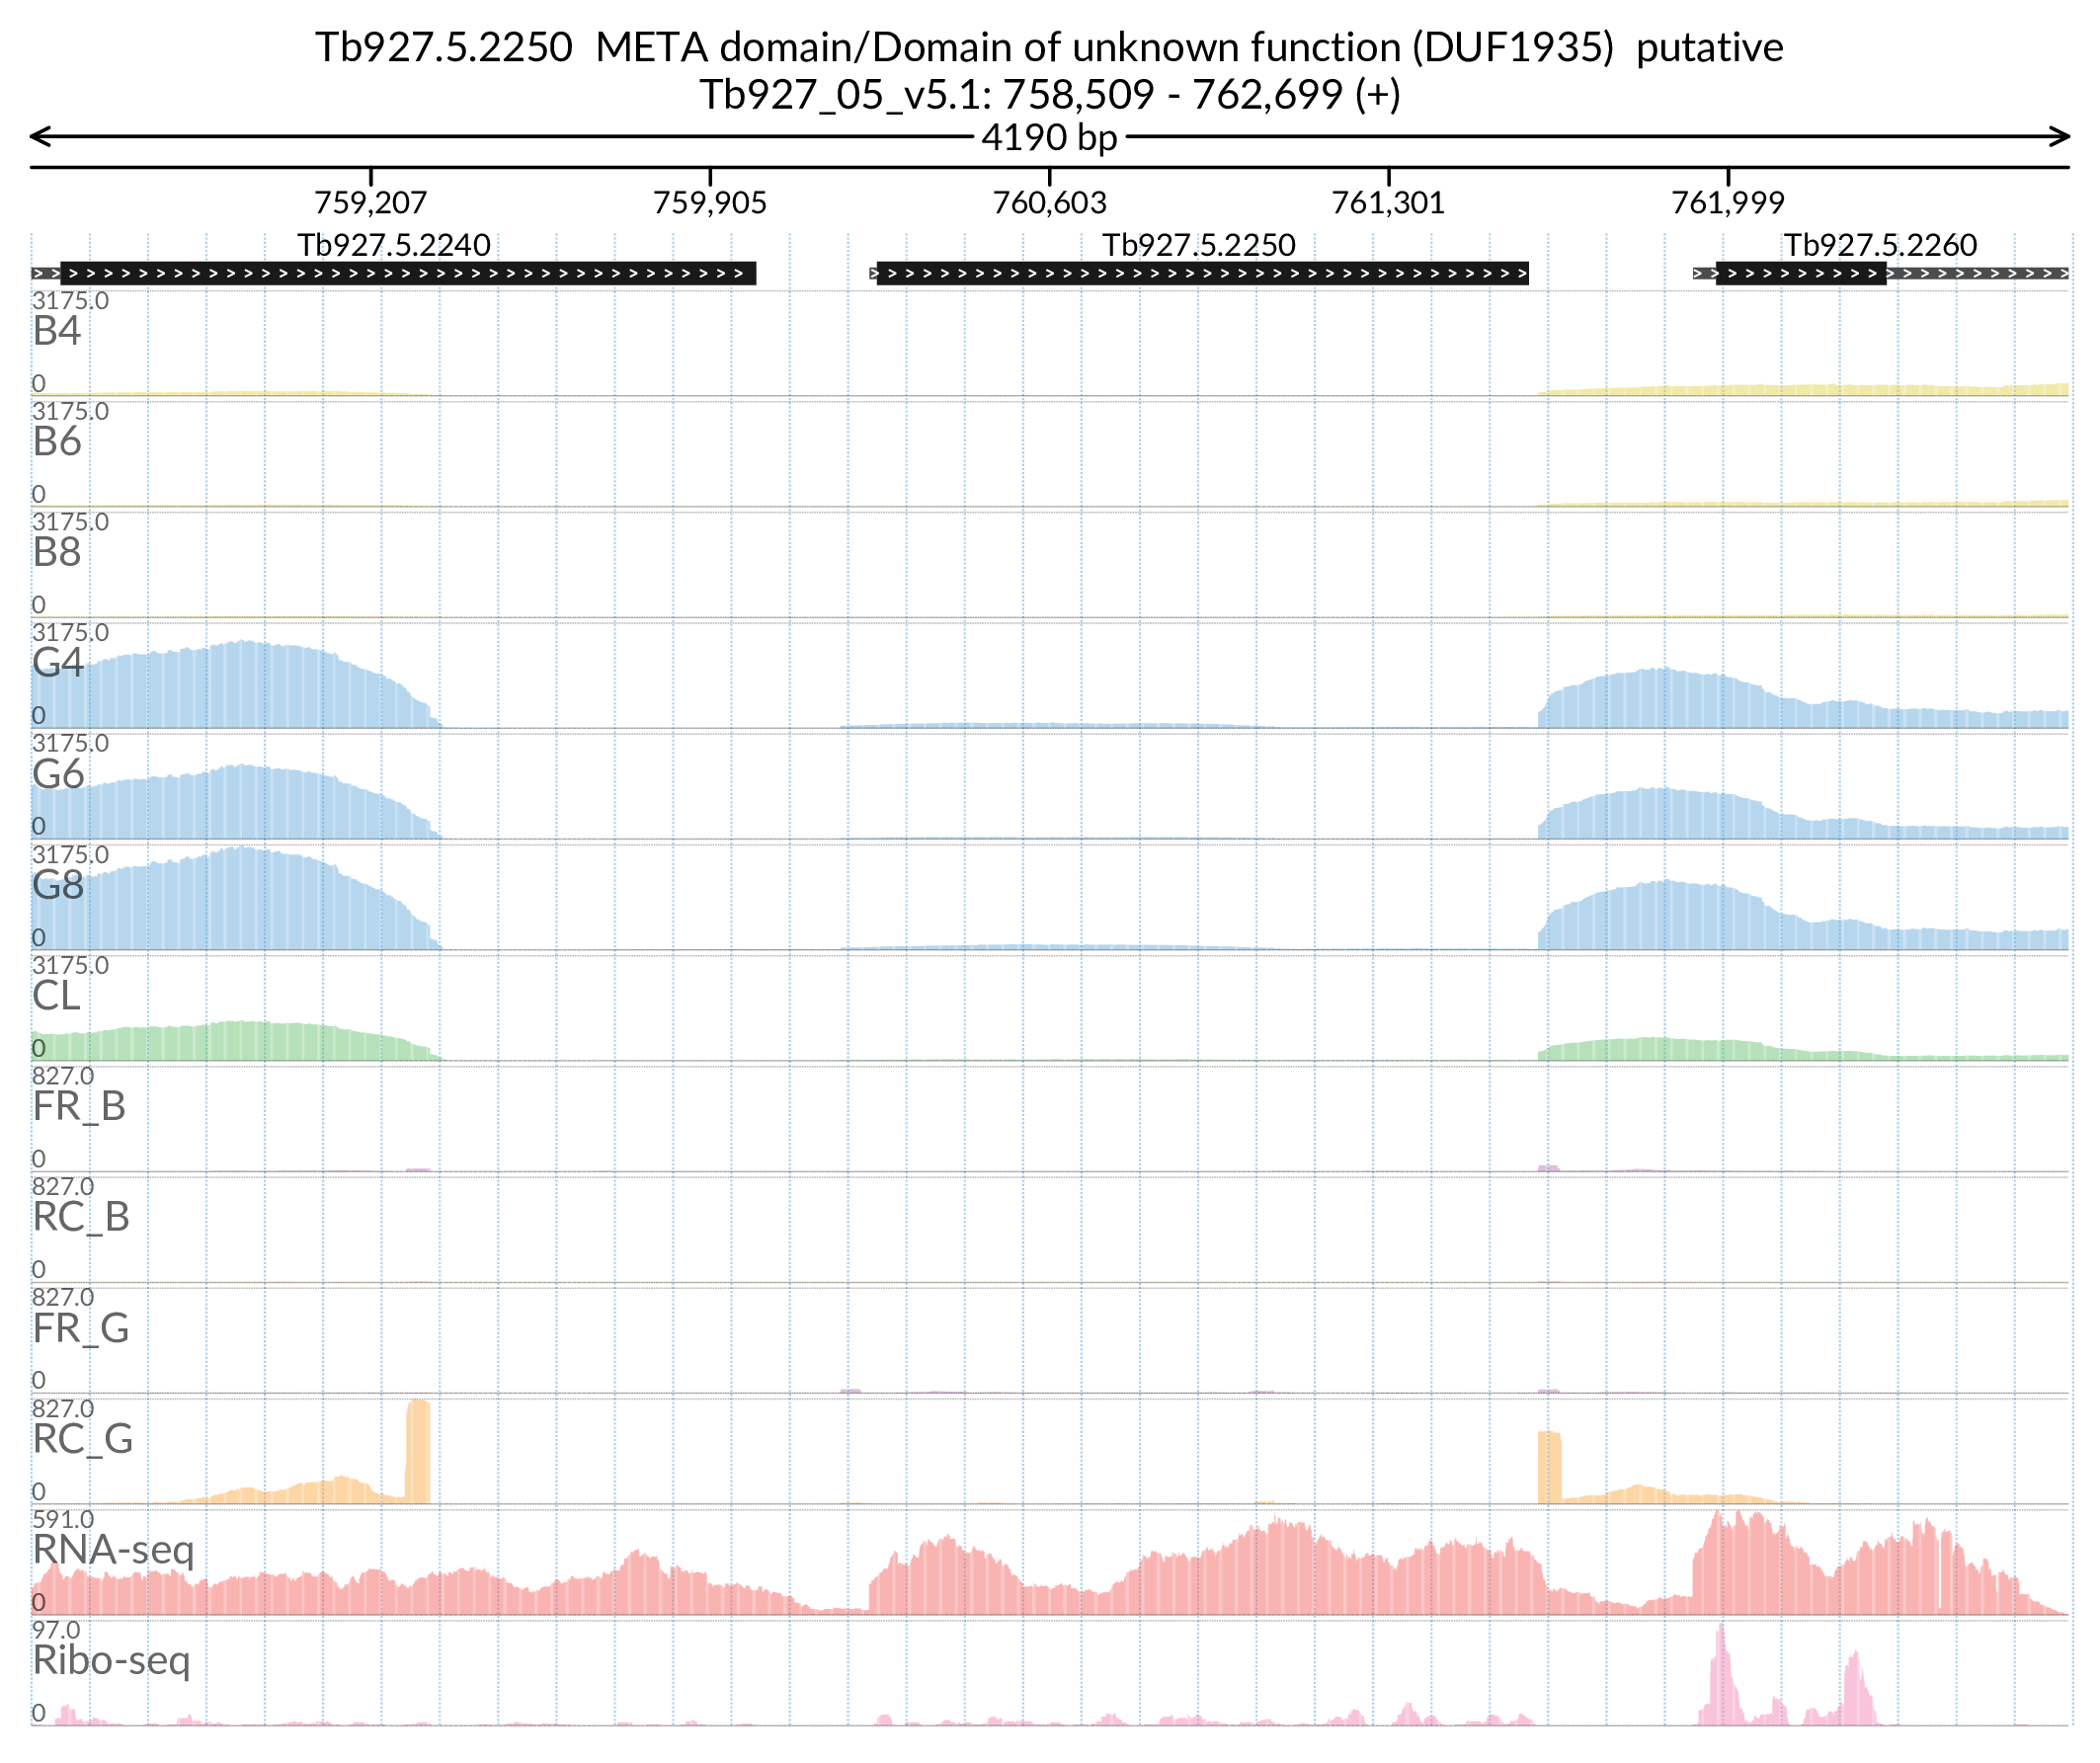 Tb927.5.2250  META domain/Domain of unknown function (DUF1935)  putative
Tb927_05_v5.1: 758,509 - 762,699 (+)
4190 bp
759,207 759,905 760,603 761,301 761,999
Tb927.5.2240 Tb927.5.2250 Tb927.5.2260
3175.0
B4
0
3175.0
B6
0
3175.0
B8
0
3175.0
G4
0
3175.0
G6
0
3175.0
G8
0
3175.0
CL
0
827.0
FR_B
0
827.0
RC_B
0
827.0
FR_G
0
827.0
RC_G
0
591.0
RNA-seq
0
97.0
Ribo-seq
0